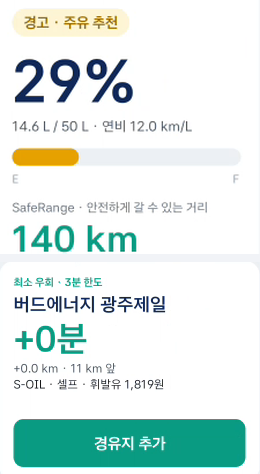 경고 · 주유 추천
29%
14.6 L / 50 L · 연비 12.0 km/L
E F
SafeRange · 안전하게 갈 수 있는 거리
140 km
최소 우회 · 3분 한도
버드에너지 광주제일
+0분
+0.0 km · 11 km 앞
S-OIL · 셀프 · 휘발유 1,819원
경유지 추가